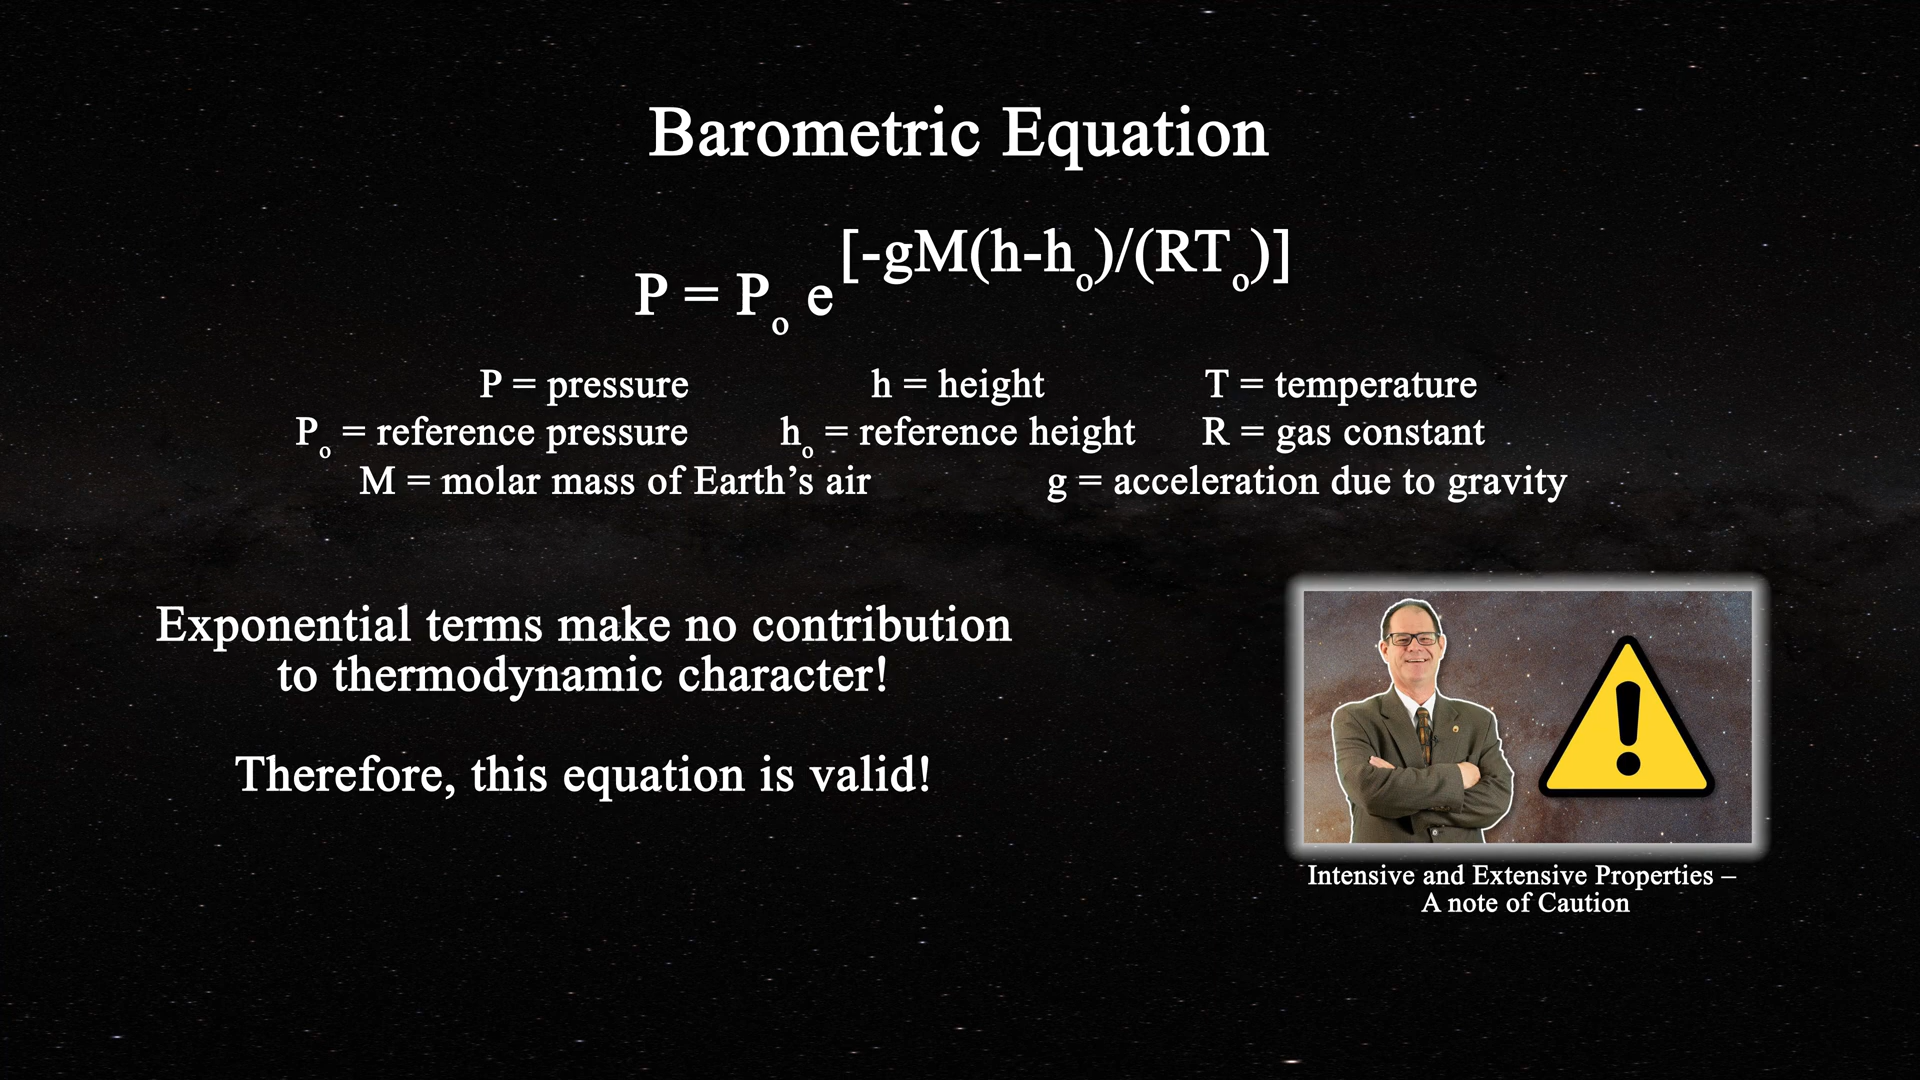 Barometric Equation
P = Pₒ e^[-gM(h-hₒ)/(RTₒ)]
P = pressure h = height T = temperature
Pₒ = reference pressure hₒ = reference height R = gas constant
M = molar mass of Earth’s air g = acceleration due to gravity
Exponential terms make no contribution
to thermodynamic character!
Therefore, this equation is valid!
Intensive and Extensive Properties –
A note of Caution